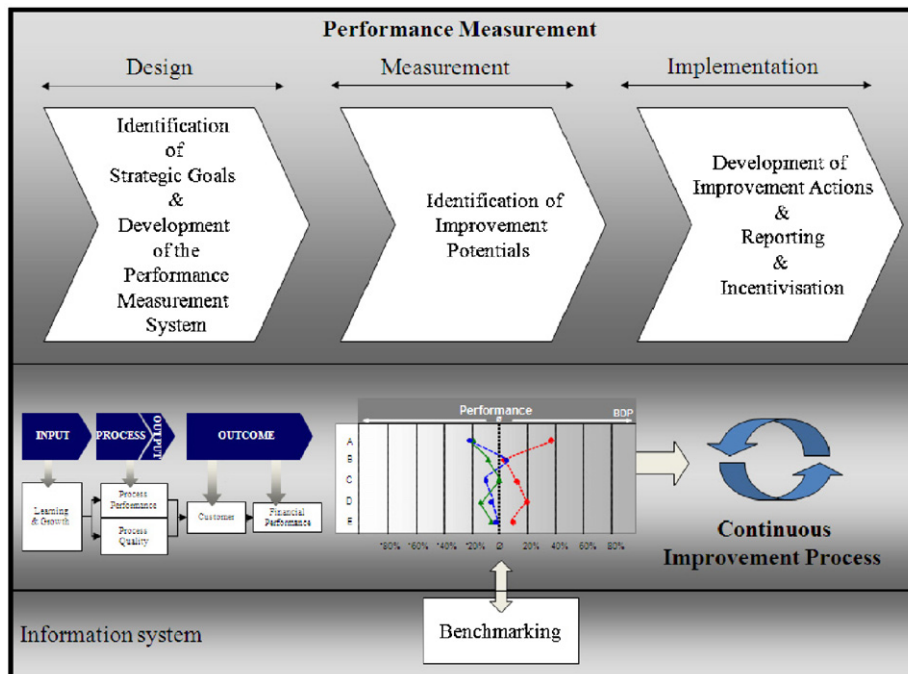 Performance Measurement
Design
Measurement
Implementation
Identification
of
Strategic Goals
&
Development
of the
Performance
Measurement
System
Identification of
Improvement
Potentials
Development of
Improvement Actions
&
Reporting
&
Incentivisation
INPUT
PROCESS
OUTPUT
OUTCOME
Learning
& Growth
Process
Performance
Process
Quality
Customer
Financial
Performance
Performance
Ø
BDP
A
B
C
D
E
"80% "60% "40% "20% Ø 20% 40% 60% 80%
Continuous
Improvement Process
Information system
Benchmarking